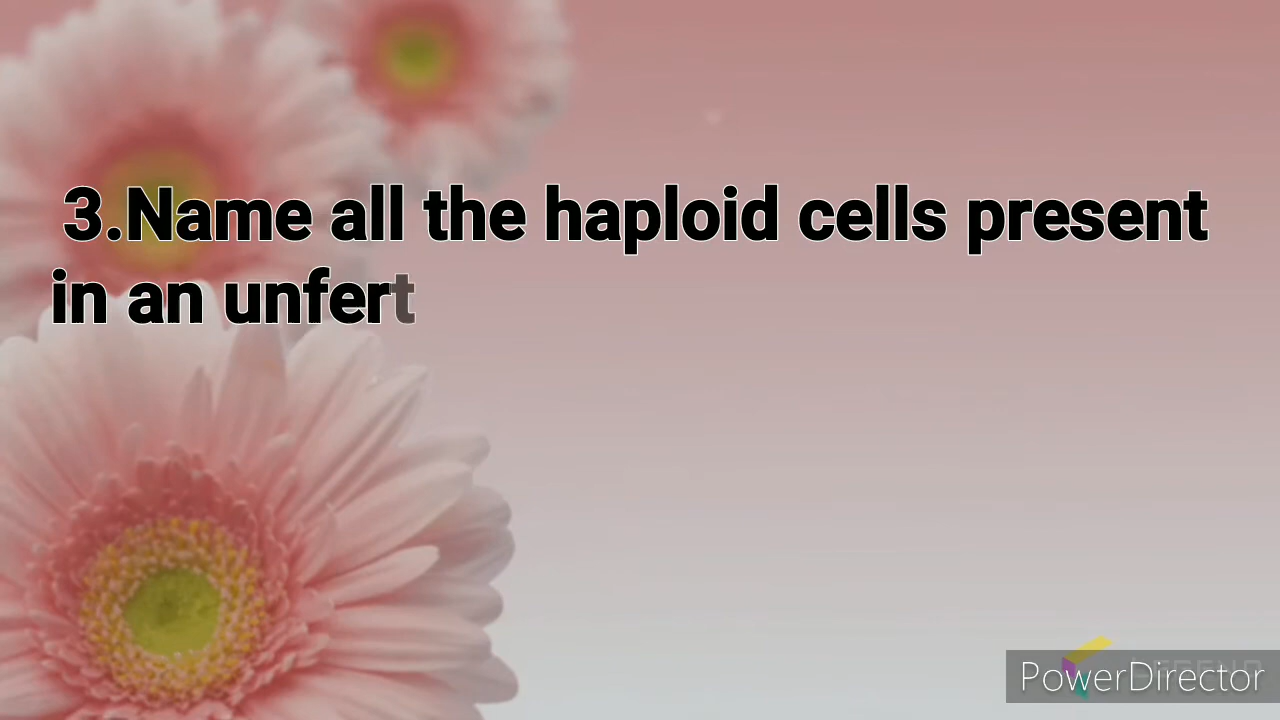 3.Name all the haploid cells present
in an unfert
PowerDirector